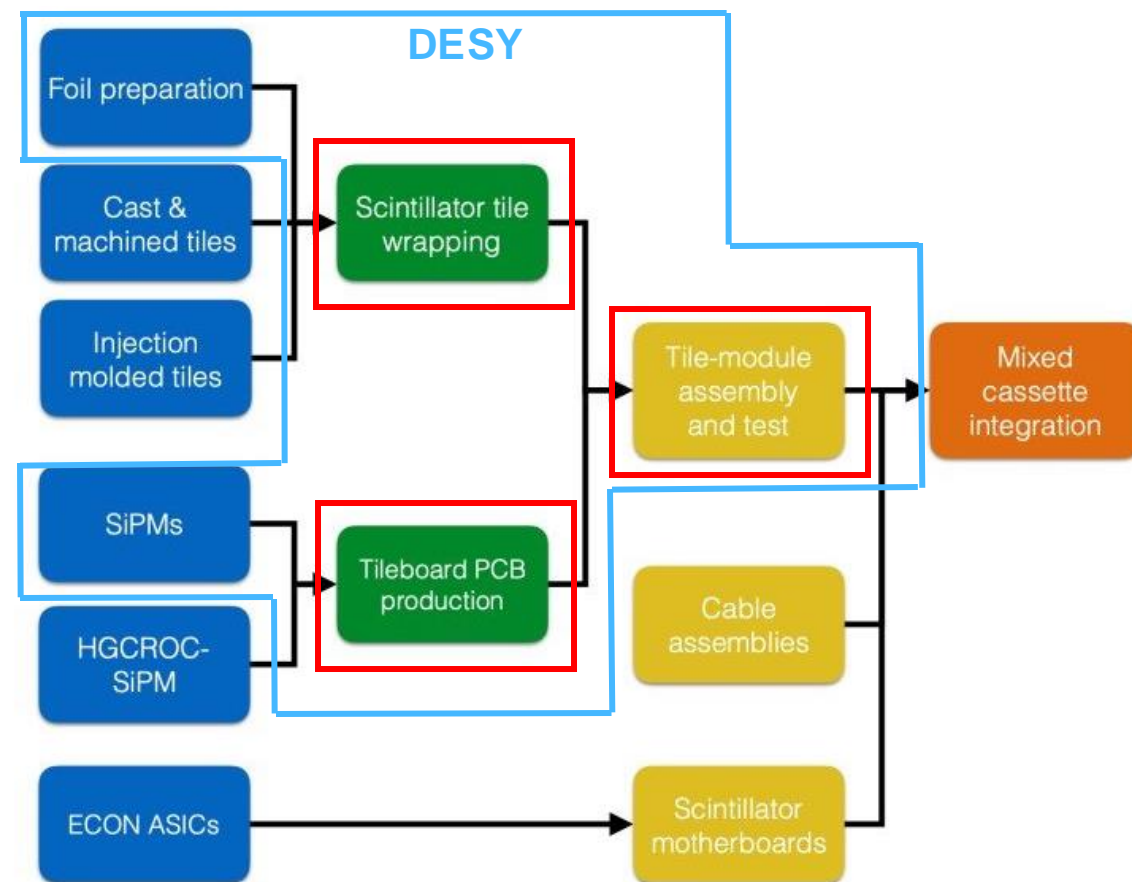 DESY
Foil preparation
Cast &
machined tiles
Injection
molded tiles
SiPMs
HGCROC-
SiPM
ECON ASICs
Scintillator tile
wrapping
Tileboard PCB
production
Tile-module
assembly
and test
Cable
assemblies
Scintillator
motherboards
Mixed
cassette
integration